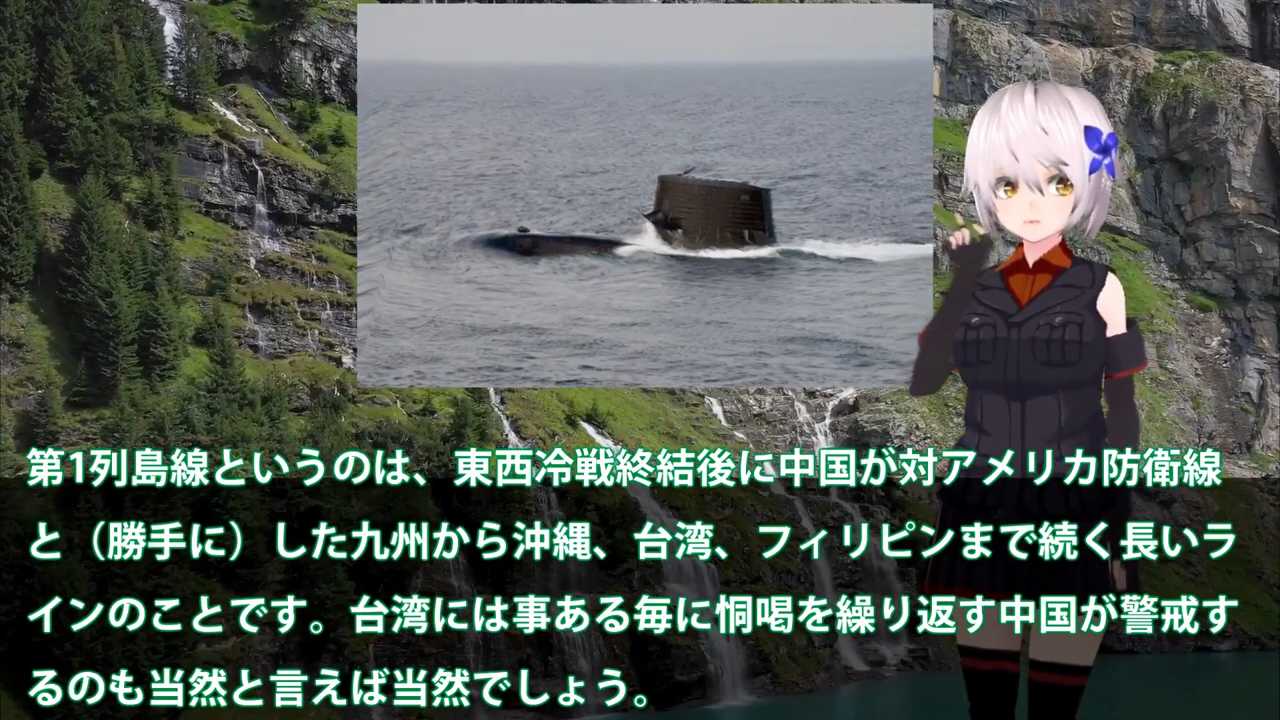 第1列島線というのは、東西冷戦終結後に中国が対アメリカ防衛線
と（勝手に）した九州から沖縄、台湾、フィリピンまで続く長いラ
インのことです。台湾には事ある毎に恫喝を繰り返す中国が警戒す
るのも当然と言えば当然でしょう。